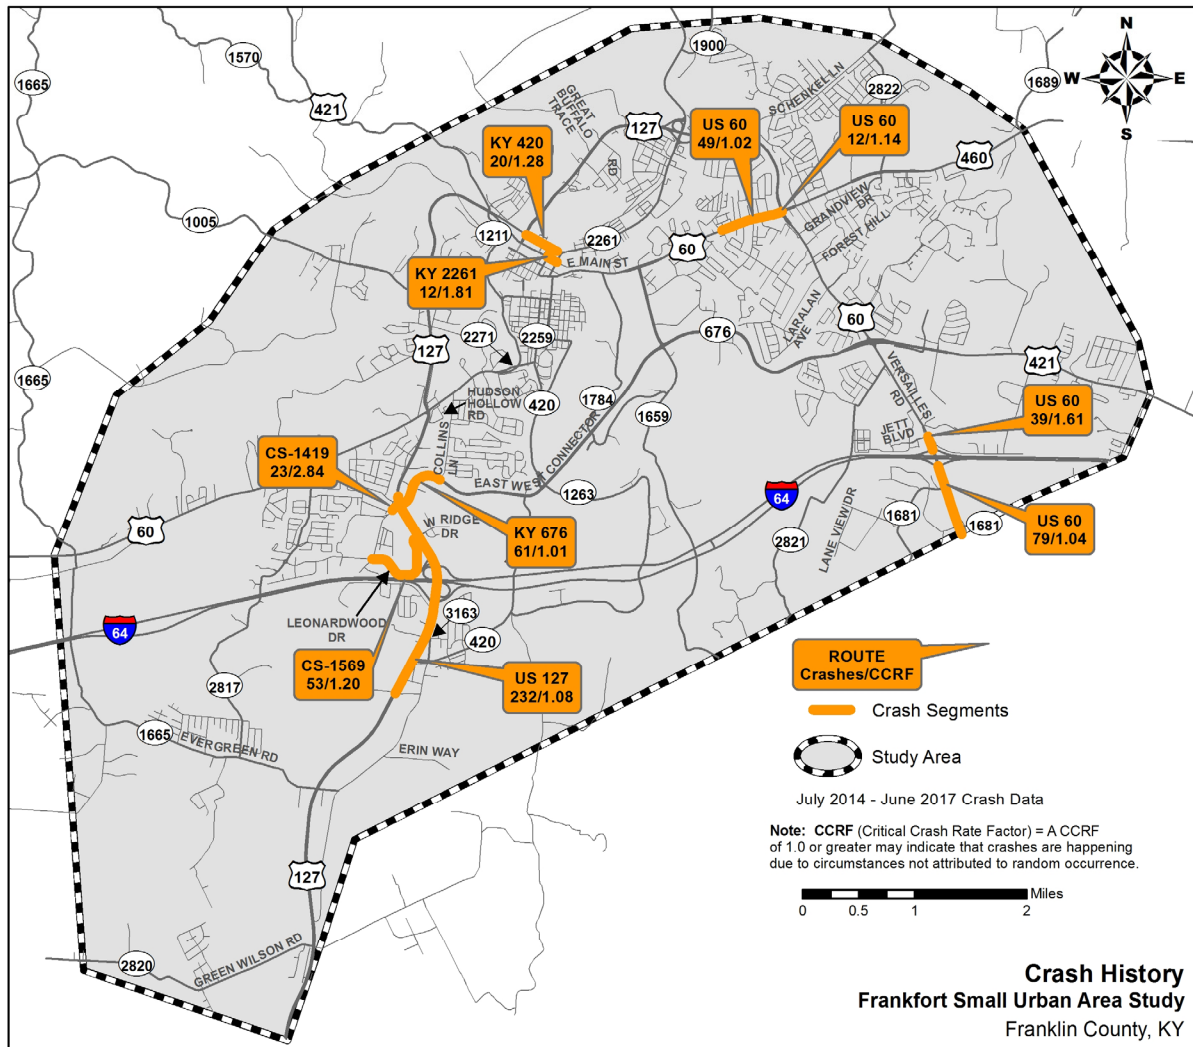 N
W
E
S
1900
1570
1665
421
1689
SCHENKEL LN
2822
GREAT
BUFFALO
TRACE
RD
127
US 60
49/1.02
US 60
12/1.14
KY 420
20/1.28
460
GRANDVIEW
DR
FOREST HILL
1005
1211
2261
60
E MAIN ST
KY 2261
12/1.81
LARALAN
AVE
60
676
127
2271
2259
421
1665
HUDSON
HOLLOW
RD
420
1784
1659
VERSAILLES
RD
JETT
BLVD
US 60
39/1.61
CS-1419
23/2.84
COLLINS
LN
EAST WEST CONNECTOR
1263
64
LANE VIEW DR
1681
1681
60
W RIDGE
DR
KY 676
61/1.01
2821
US 60
79/1.04
64
LEONARDWOOD
DR
3163
420
CS-1569
53/1.20
US 127
232/1.08
2817
1665
EVERGREEN RD
ERIN WAY
127
2820
GREEN WILSON RD
ROUTE
Crashes/CCRF
Crash Segments
Study Area
July 2014 - June 2017 Crash Data
Note: CCRF (Critical Crash Rate Factor) = A CCRF
of 1.0 or greater may indicate that crashes are happening
due to circumstances not attributed to random occurrence.
Miles
0 0.5 1 2
Crash History
Frankfort Small Urban Area Study
Franklin County, KY